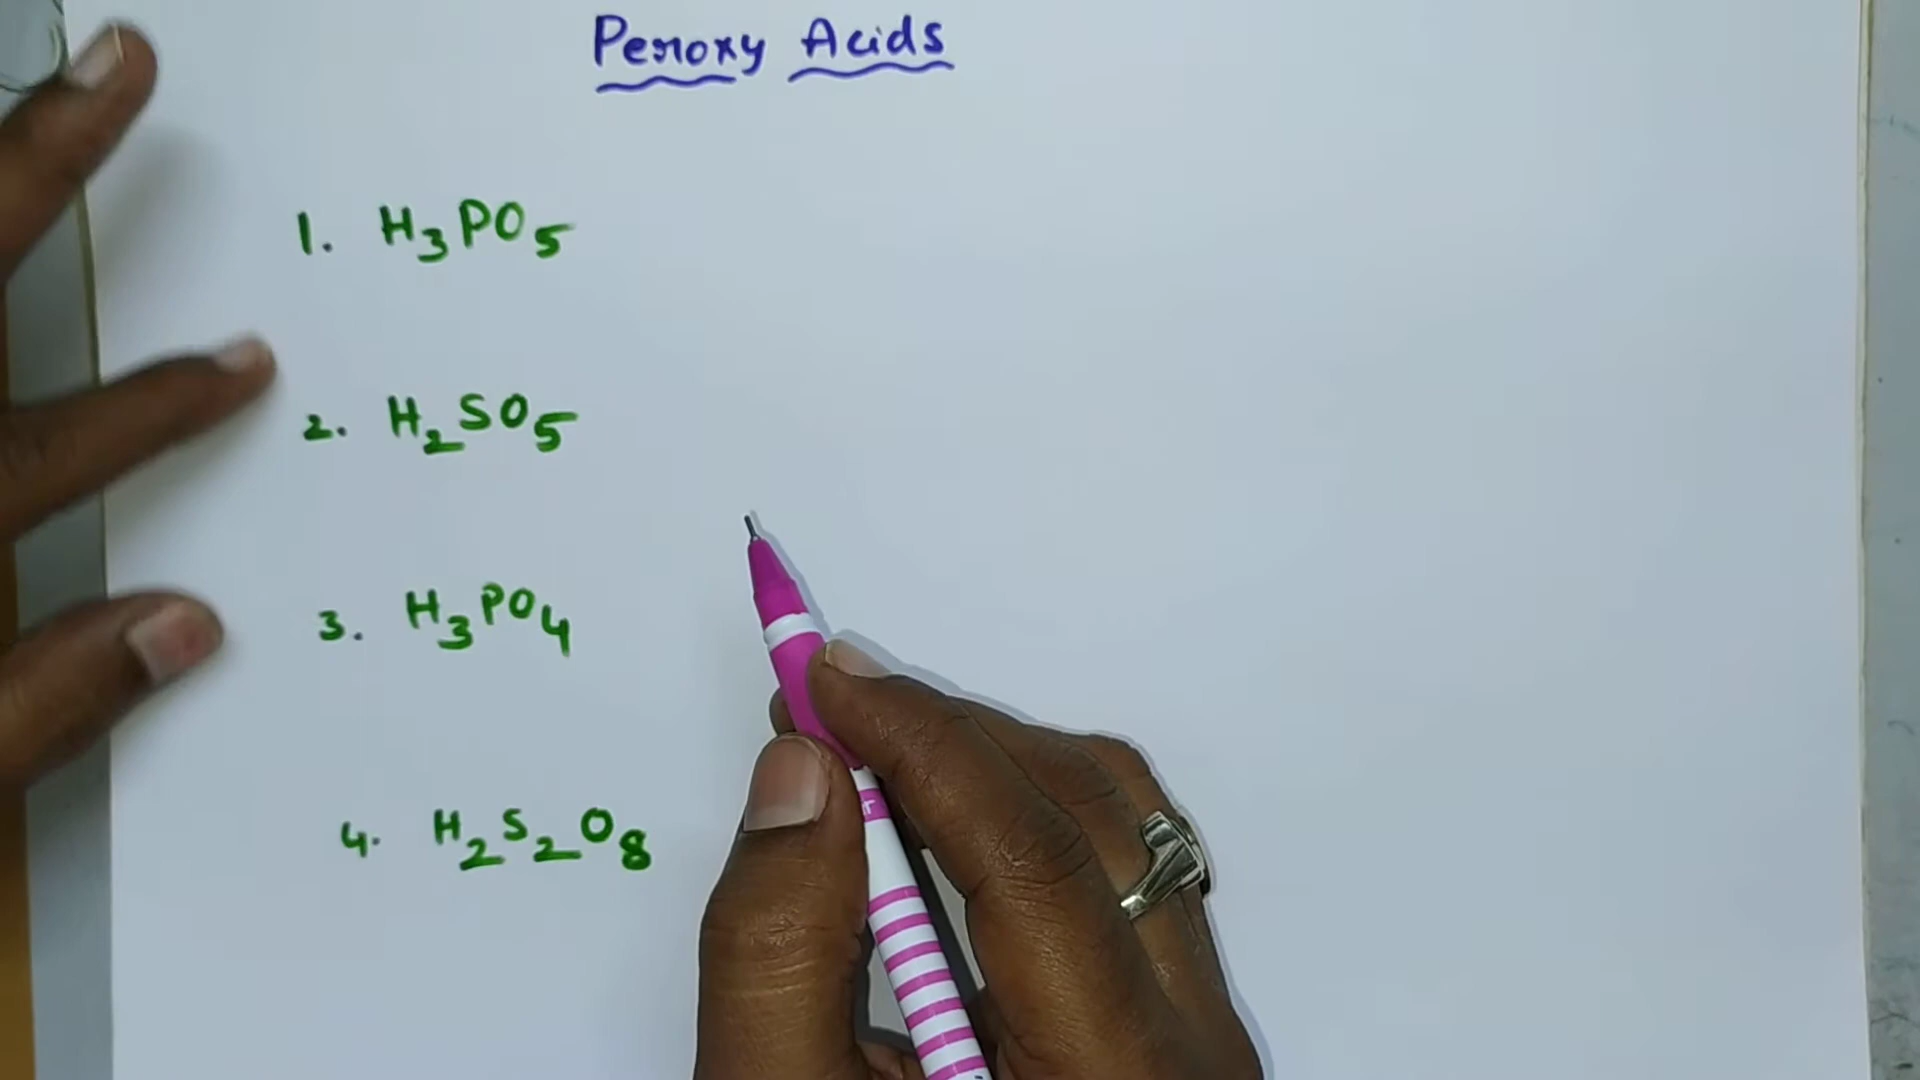 Peroxy Acids
1. H₃PO₅
2. H₂SO₅
3. H₃PO₄
4. H₂S₂O₈